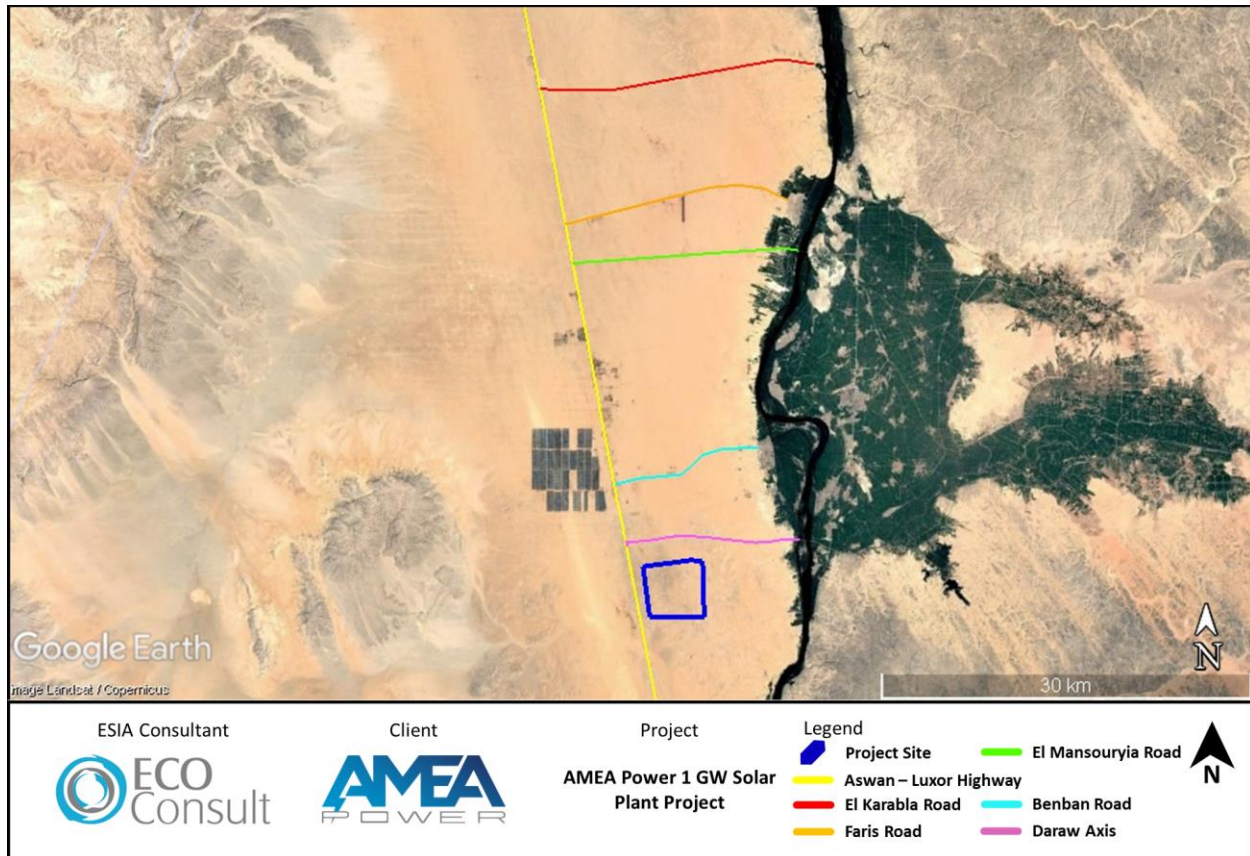 Google Earth
Image Landsat / Copernicus
N
30 km
ESIA Consultant
ECO
Consult
Client
AMEA
POWER
Project
AMEA Power 1 GW Solar
Plant Project
Legend
Project Site
Aswan – Luxor Highway
El Karabla Road
Faris Road
El Mansouryia Road
Benban Road
Daraw Axis
N